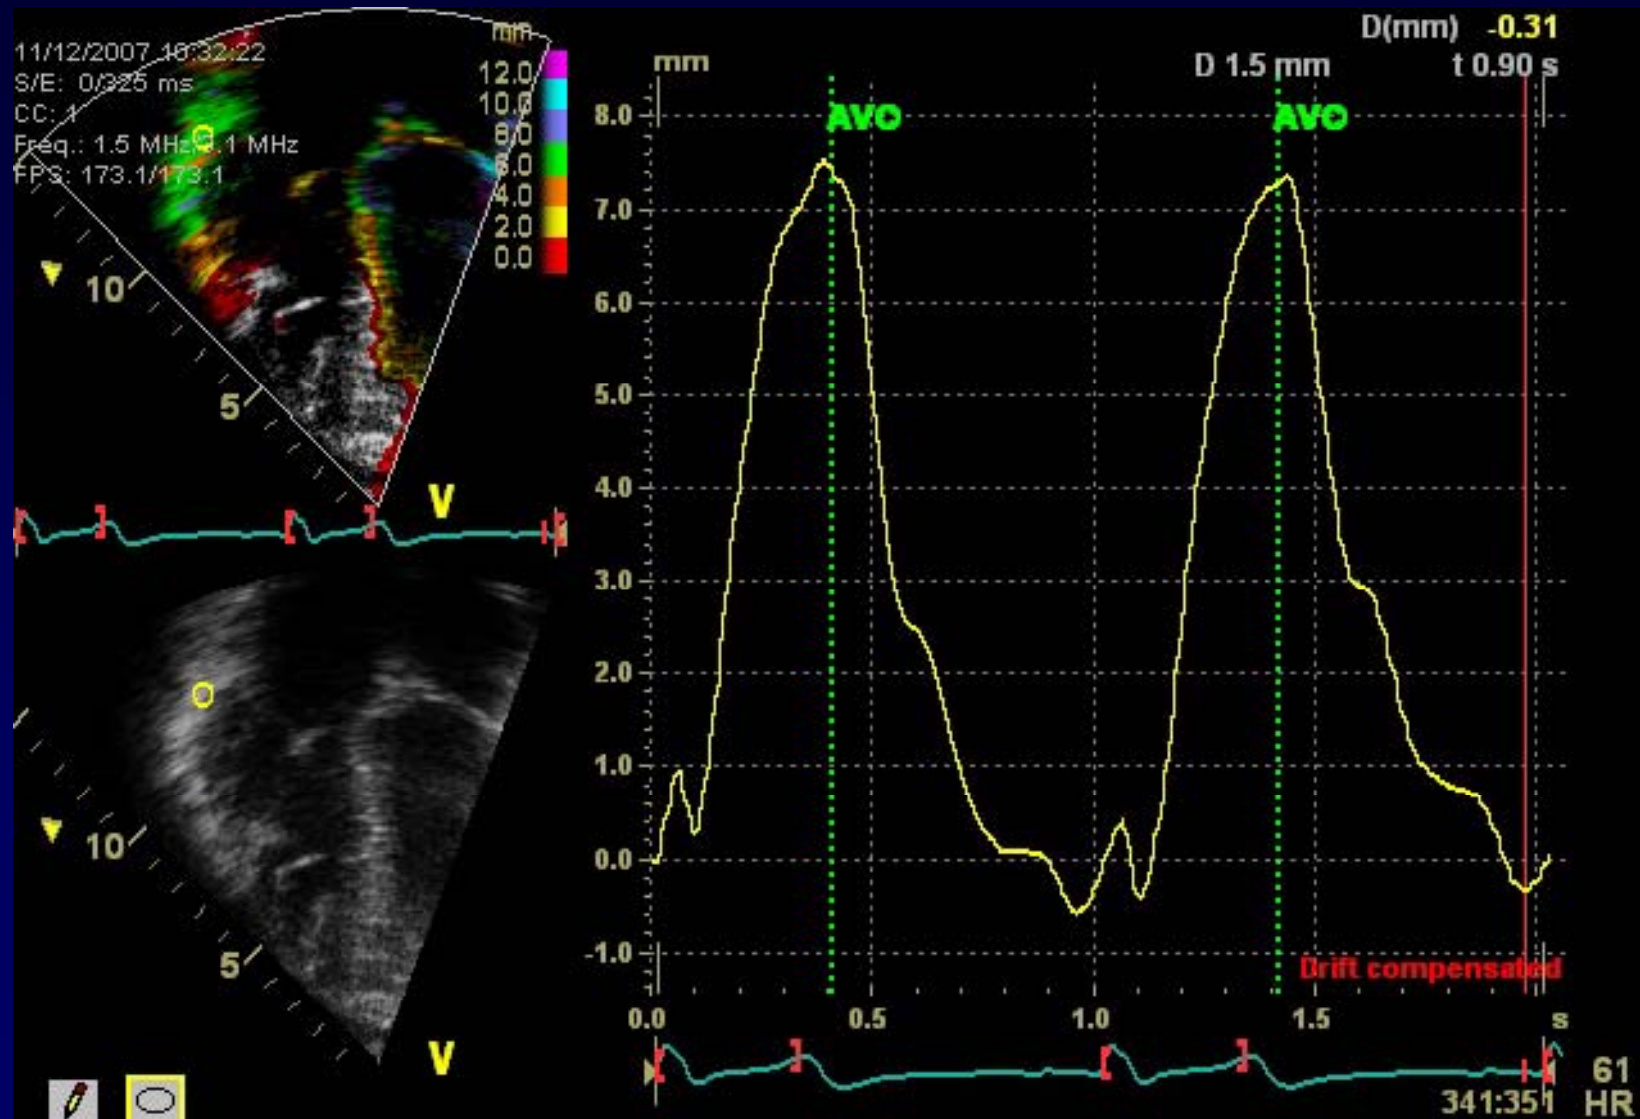 11/12/2007 10:32:22
S/E: 0/325 ms
CC: 1
Freq.: 1.5 MHz/3.1 MHz
FPS: 173.1/173.1
mm
12.0
10.0
8.0
6.0
4.0
2.0
0.0
10
5
V
10
5
V
D(mm) -0.31
D 1.5 mm t 0.90 s
mm
AVC AVC
8.0
7.0
6.0
5.0
4.0
3.0
2.0
1.0
0.0
-1.0
Drift compensated
0.0 0.5 1.0 1.5 s
61
HR
341:351